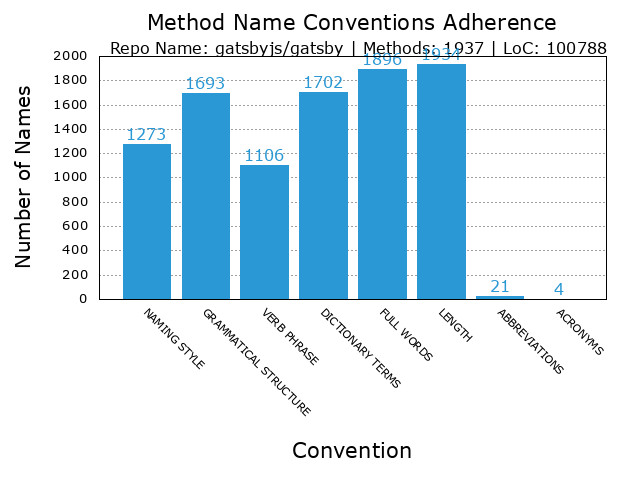 Method Name Conventions Adherence
Repo Name: gatsbyjs/gatsby | Methods: 1937 | LoC: 100788
Number of Names
2000
1800
1600
1400
1200
1000
800
600
400
200
0
1273
1693
1106
1702
1896
1934
21
4
NAMING STYLE
GRAMMATICAL STRUCTURE
VERB PHRASE
DICTIONARY TERMS
FULL WORDS
LENGTH
ABBREVIATIONS
ACRONYMS
Convention